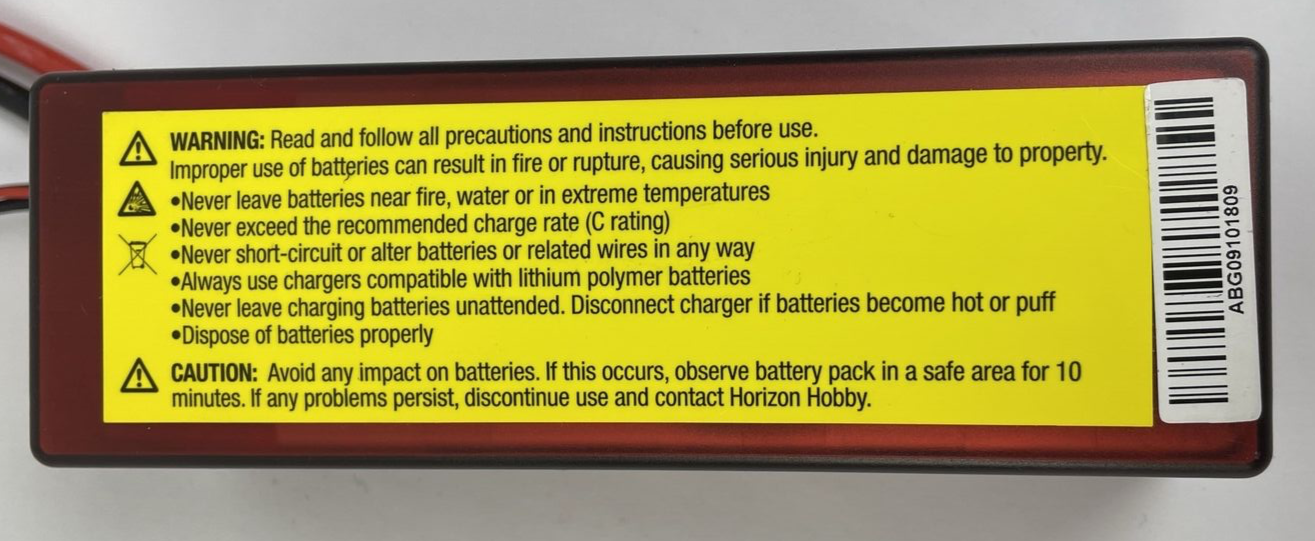 WARNING: Read and follow all precautions and instructions before use.
Improper use of batteries can result in fire or rupture, causing serious injury and damage to property.
•Never leave batteries near fire, water or in extreme temperatures
•Never exceed the recommended charge rate (C rating)
•Never short-circuit or alter batteries or related wires in any way
•Always use chargers compatible with lithium polymer batteries
•Never leave charging batteries unattended. Disconnect charger if batteries become hot or puff
•Dispose of batteries properly
CAUTION: Avoid any impact on batteries. If this occurs, observe battery pack in a safe area for 10
minutes. If any problems persist, discontinue use and contact Horizon Hobby.
ABG09101809